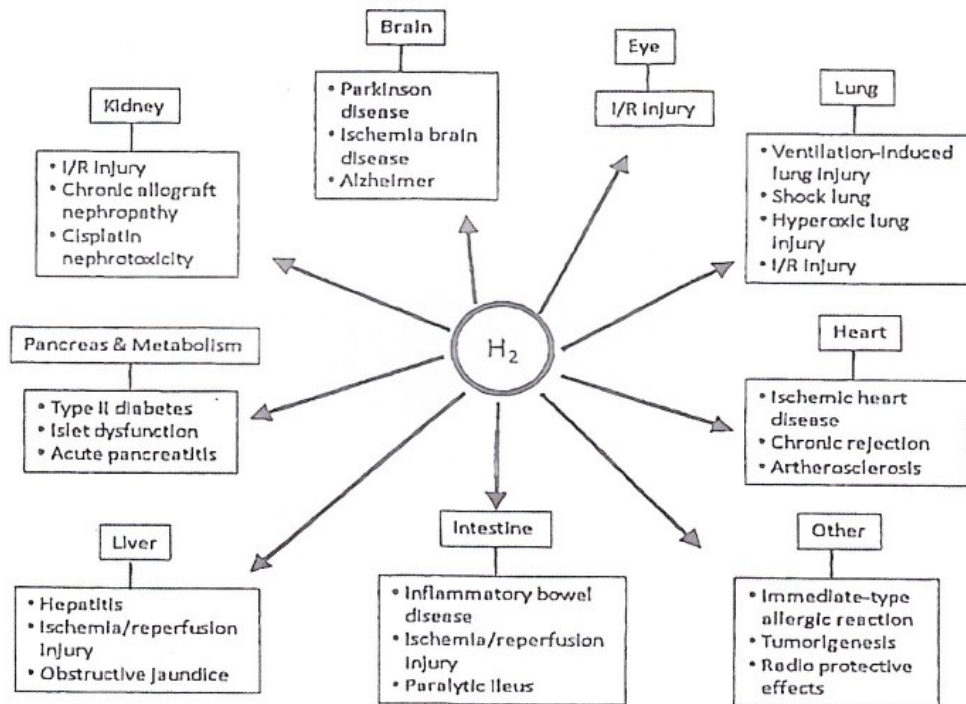 Brain
• Parkinson
disease
• Ischemia brain
disease
• Alzheimer
Eye
I/R Injury
Kidney
• I/R Injury
• Chronic allograft
nephropathy
• Cisplatin
nephrotoxicity
Lung
• Ventilation-induced
lung injury
• Shock lung
• Hyperoxic lung
injury
• I/R Injury
H₂
Pancreas & Metabolism
• Type II diabetes
• Islet dysfunction
• Acute pancreatitis
Heart
• Ischemic heart
disease
• Chronic rejection
• Artherosclerosis
Liver
• Hepatitis
• Ischemia/reperfusion
Injury
• Obstructive Jaundice
Intestine
• Inflammatory bowel
disease
• Ischemia/reperfusion
Injury
• Paralytic Ileus
Other
• Immediate-type
allergic reaction
• Tumorigenesis
• Radio protective
effects